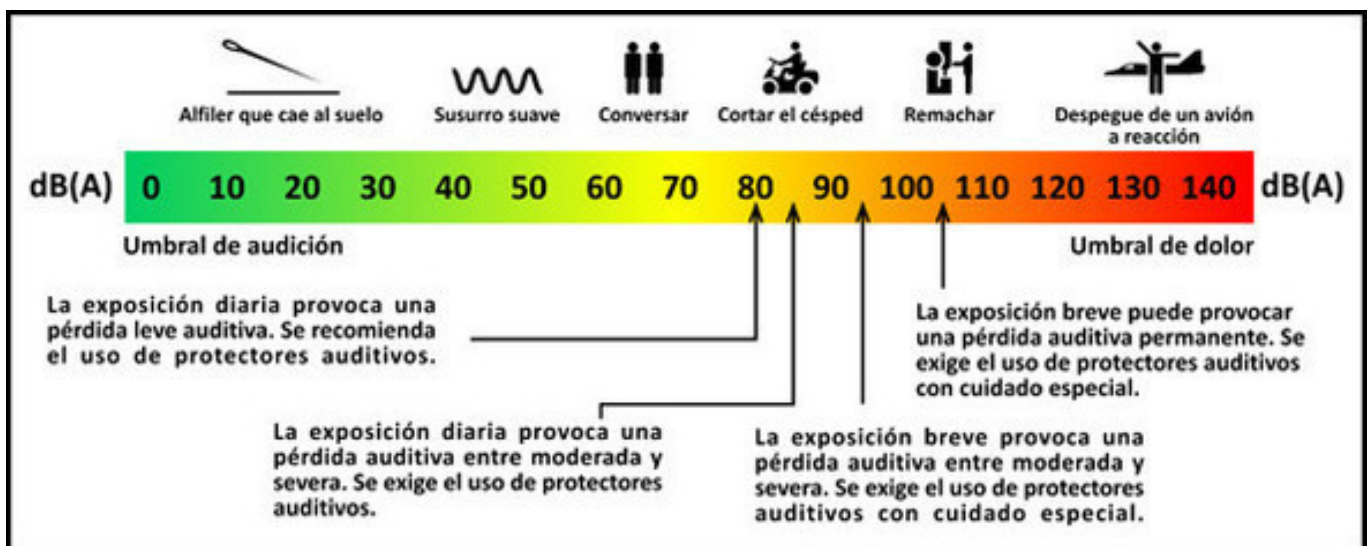 Alfiler que cae al suelo
Susurro suave
Conversar
Cortar el césped
Remachar
Despegue de un avión
a reacción
dB(A) 0 10 20 30 40 50 60 70 80 90 100 110 120 130 140 dB(A)
Umbral de audición
Umbral de dolor
La exposición diaria provoca una
pérdida leve auditiva. Se recomienda
el uso de protectores auditivos.
La exposición breve puede provocar
una pérdida auditiva permanente. Se
exige el uso de protectores auditivos
con cuidado especial.
La exposición diaria provoca una
pérdida auditiva entre moderada y
severa. Se exige el uso de protectores
auditivos.
La exposición breve provoca una
pérdida auditiva entre moderada y
severa. Se exige el uso de protectores
auditivos con cuidado especial.